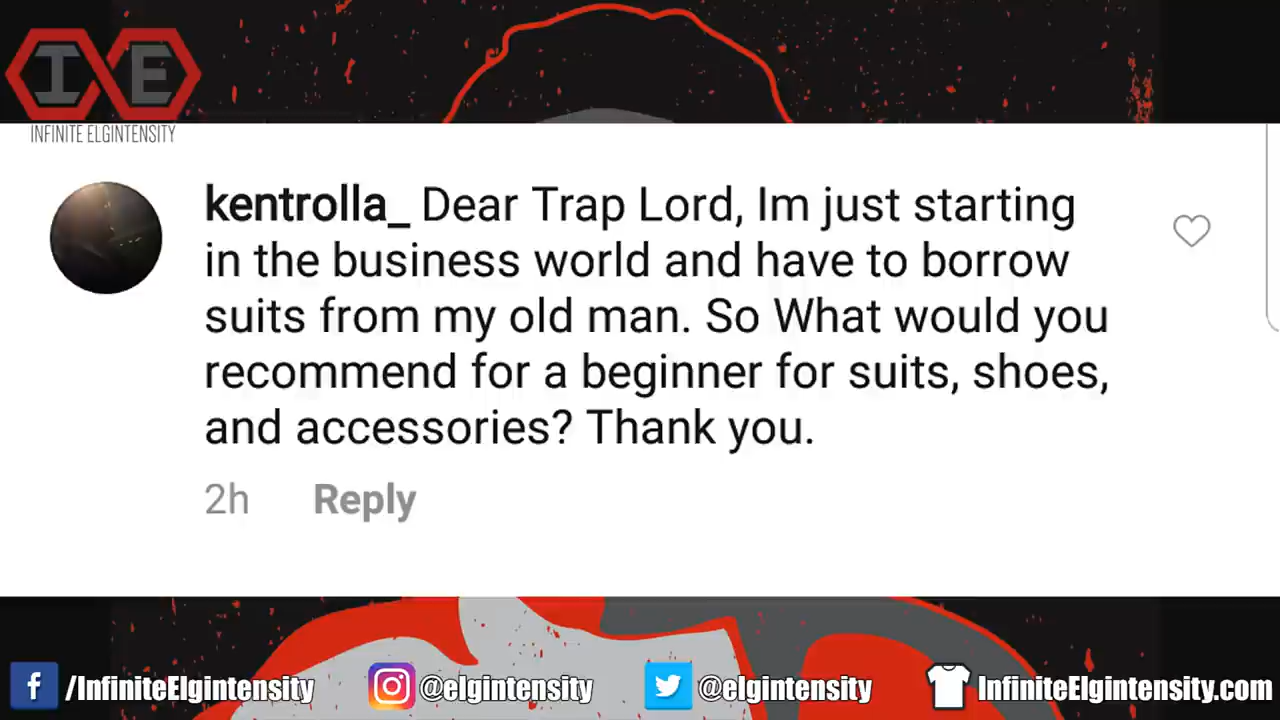 IE
INFINITE ELGINTENSITY
kentrolla_ Dear Trap Lord, Im just starting
in the business world and have to borrow
suits from my old man. So What would you
recommend for a beginner for suits, shoes,
and accessories? Thank you.
2h Reply
f /InfiniteElgintensity @elgintensity @elgintensity InfiniteElgintensity.com